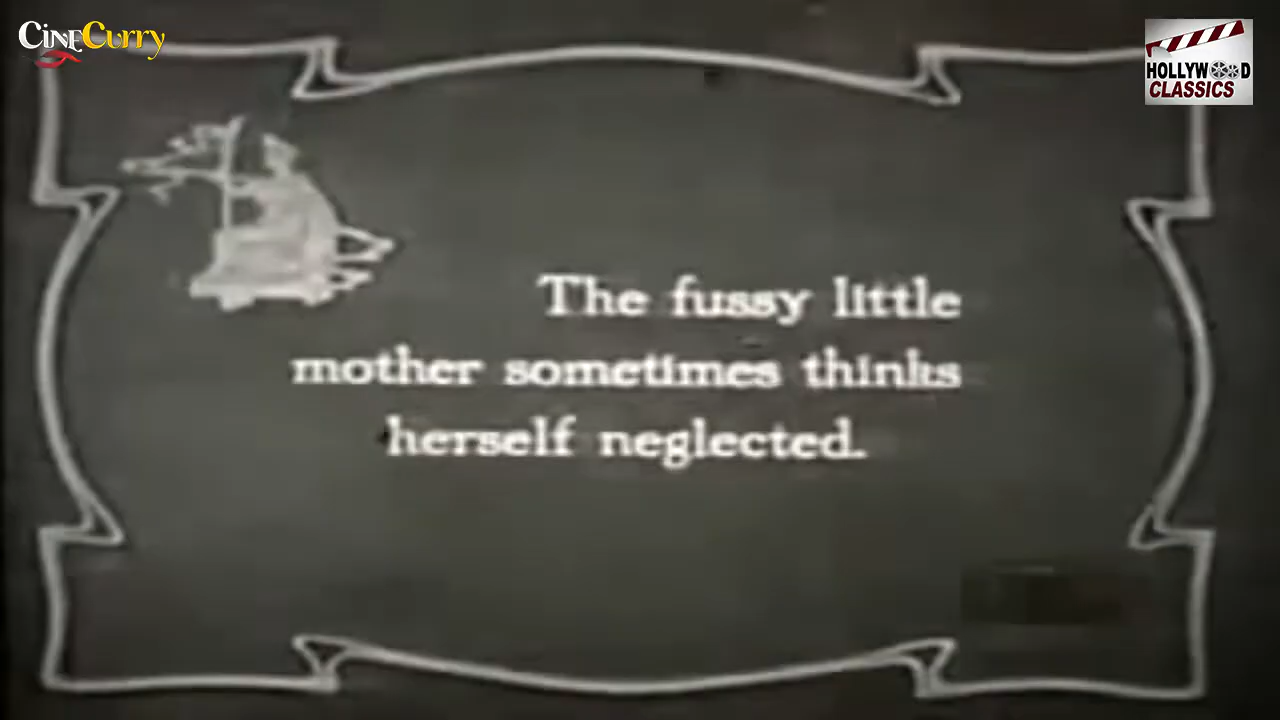 CineCurry
HOLLYWOOD
CLASSICS
The fussy little
mother sometimes thinks
herself neglected.